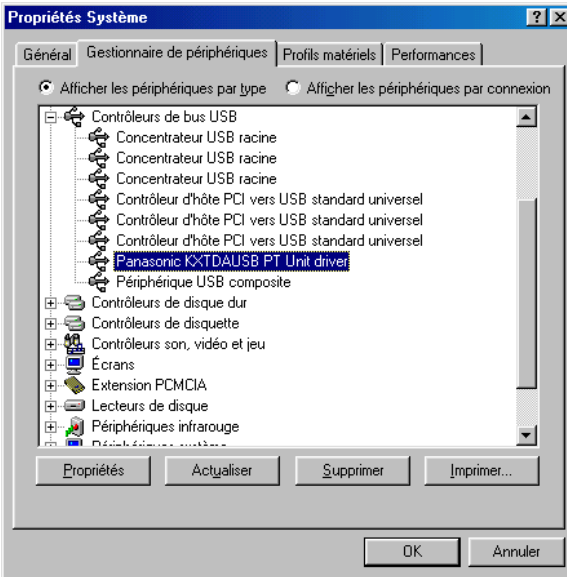 Propriétés Système
Général Gestionnaire de périphériques Profils matériels Performances
Afficher les périphériques par type Afficher les périphériques par connexion
Contrôleurs de bus USB
Concentrateur USB racine
Concentrateur USB racine
Concentrateur USB racine
Contrôleur d'hôte PCI vers USB standard universel
Contrôleur d'hôte PCI vers USB standard universel
Contrôleur d'hôte PCI vers USB standard universel
Panasonic KXTDAUSB PT Unit driver
Périphérique USB composite
Contrôleurs de disque dur
Contrôleurs de disquette
Contrôleurs son, vidéo et jeu
Écrans
Extension PCMCIA
Lecteurs de disque
Périphériques infrarouge
Périphériques système
Propriétés Actualiser Supprimer Imprimer...
OK Annuler